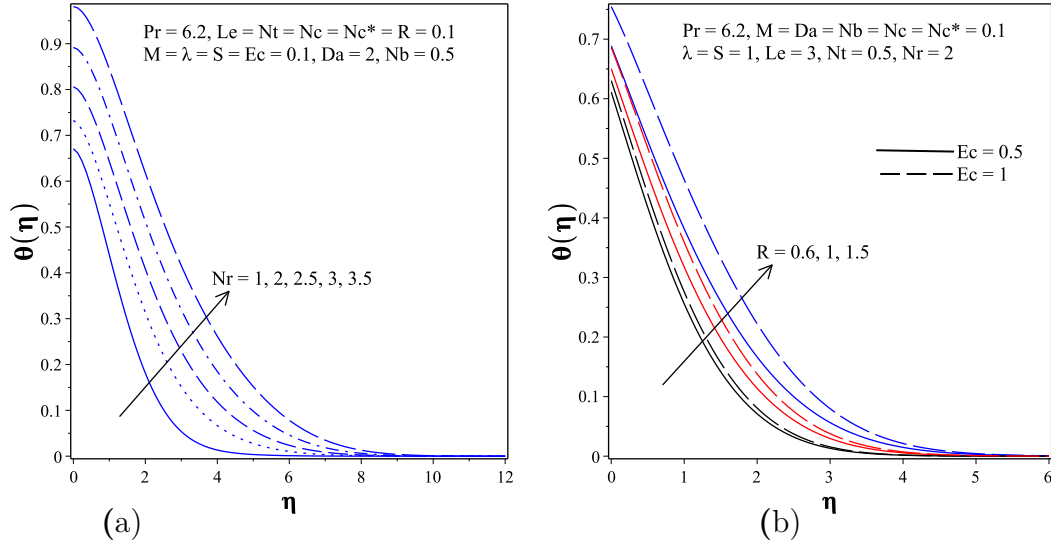 Pr = 6.2, Le = Nt = Nc = Nc* = R = 0.1
M = λ = S = Ec = 0.1, Da = 2, Nb = 0.5
0.9
0.8
0.7
0.6
0.5
0.4
0.3
0.2
0.1
0
θ(η)
Nr = 1, 2, 2.5, 3, 3.5
0 2 4 6 8 10 12
η
(a)
Pr = 6.2, M = Da = Nb = Nc = Nc* = 0.1
λ = S = 1, Le = 3, Nt = 0.5, Nr = 2
0.7
0.6
0.5
0.4
0.3
0.2
0.1
0
θ(η)
Ec = 0.5
Ec = 1
R = 0.6, 1, 1.5
0 1 2 3 4 5 6
η
(b)